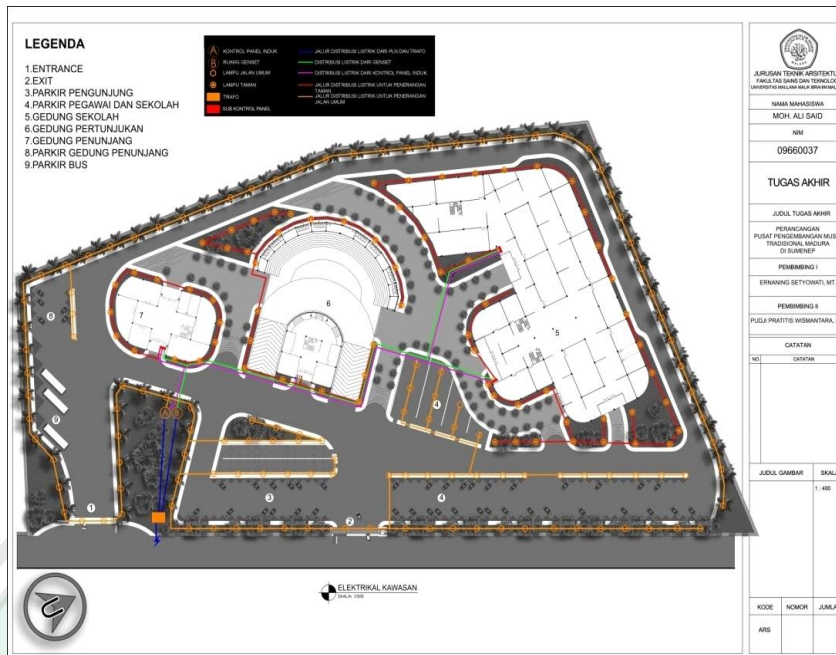 LEGENDA
1.ENTRANCE
2.EXIT
3.PARKIR PENGUNJUNG
4.PARKIR PEGAWAI DAN SEKOLAH
5.GEDUNG SEKOLAH
6.GEDUNG PERTUNJUKAN
7.GEDUNG PENUNJANG
8.PARKIR GEDUNG PENUNJANG
9.PARKIR BUS
A KONTROL PANEL INDUK
B RUANG GENSET
LAMPU JALAN UMUM
LAMPU TAMAN
TRAFO
SUB KONTROL PANEL
JALUR DISTRIBUSI LISTRIK DARI PLN DAN TRAFO
DISTRIBUSI LISTRIK DARI GENSET
DISTRIBUSI LISTRIK DARI KONTROL PANEL INDUK
JALUR DISTRIBUSI LISTRIK UNTUK PENERANGAN
TAMAN
JALUR DISTRIBUSI LISTRIK UNTUK PENERANGAN
JALAN UMUM
8
7
6
5
4
9
A B
3
4
1
2
ELEKTRIKAL KAWASAN
JURUSAN TEKNIK ARSITEKTU
FAKULTAS SAINS DAN TEKNOLOG
NAMA MAHASISWA
MOH. ALI SAID
NIM
09660037
TUGAS AKHIR
JUDUL TUGAS AKHIR
PERANCANGAN
PUSAT PENGEMBANGAN MUS
TRADISIONAL MADURA
DI SUMENEP
PEMBIMBING I
ERNANING SETYOWATI, MT.
PEMBIMBING II
PUDJI PRATITIS WISMANTARA,
CATATAN
NO. CATATAN
JUDUL GAMBAR SKALA
1 : 400
KODE NOMOR JUMLA
ARS